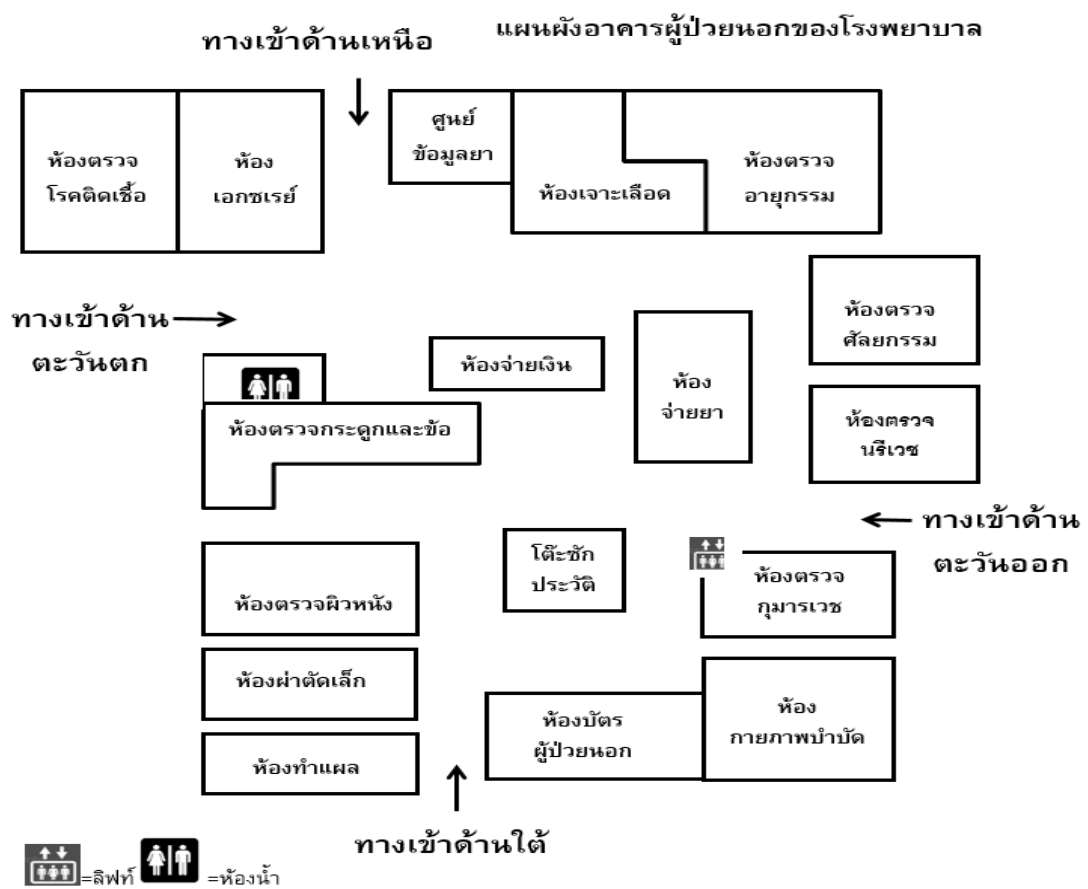 แผนผังอาคารผู้ป่วยนอกของโรงพยาบาล
ทางเข้าด้านเหนือ
ห้องตรวจ
โรคติดเชื้อ
ห้อง
เอกซเรย์
ศูนย์
ข้อมูลยา
ห้องเจาะเลือด
ห้องตรวจ
อายุกรรม
ทางเข้าด้าน
ตะวันตก
ห้องจ่ายเงิน
ห้อง
จ่ายยา
ห้องตรวจ
ศัลยกรรม
ห้องตรวจกระดูกและข้อ
ห้องตรวจ
นรีเวช
ทางเข้าด้าน
ตะวันออก
ห้องตรวจผิวหนัง
โต๊ะซัก
ประวัติ
ห้องตรวจ
กุมารเวช
ห้องผ่าตัดเล็ก
ห้องบัตร
ผู้ป่วยนอก
ห้อง
กายภาพบำบัด
ห้องทำแผล
ทางเข้าด้านใต้
=ลิฟท์ =ห้องน้ำ